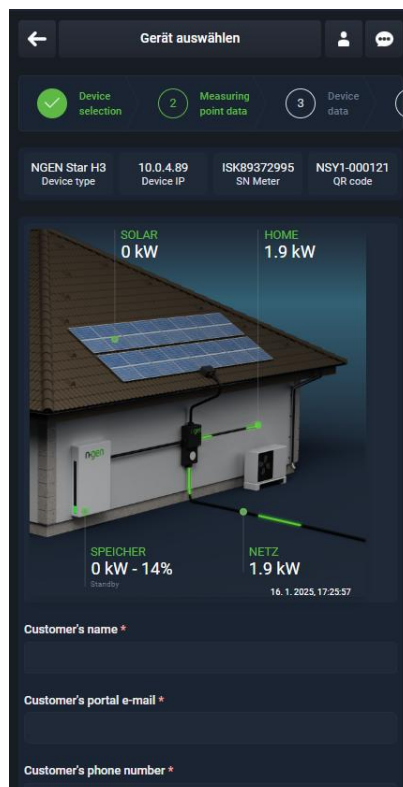 Gerät auswählen
Device
selection
2
Measuring
point data
3
Device
data
NGEN Star H3
Device type
10.0.4.89
Device IP
ISK89372995
SN Meter
NSY1-000121
QR code
SOLAR
0 kW
HOME
1.9 kW
ngen
SPEICHER
0 kW - 14%
Standby
NETZ
1.9 kW
16. 1. 2025, 17:25:57
Customer's name *
Customer's portal e-mail *
Customer's phone number *